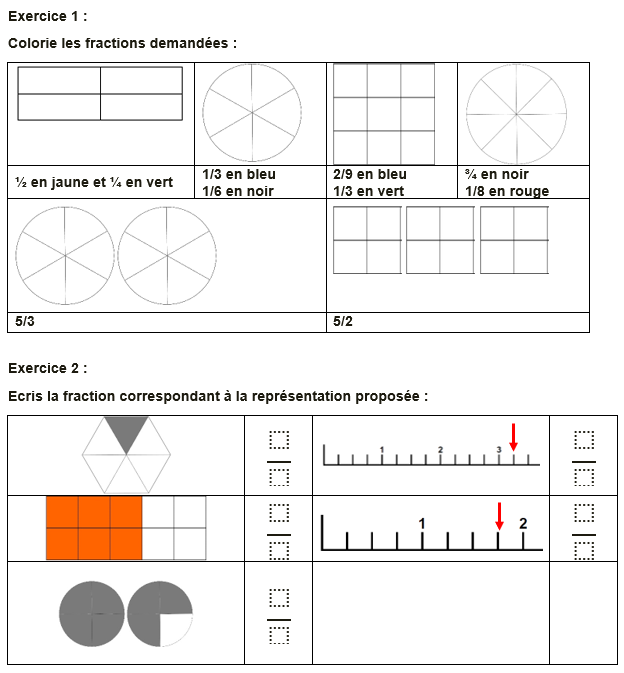 Exercice 1 :
Colorie les fractions demandées :
½ en jaune et ¼ en vert
1/3 en bleu
1/6 en noir
2/9 en bleu
1/3 en vert
¾ en noir
1/8 en rouge
5/3
5/2
Exercice 2 :
Ecris la fraction correspondant à la représentation proposée :
1 2 3
1 2